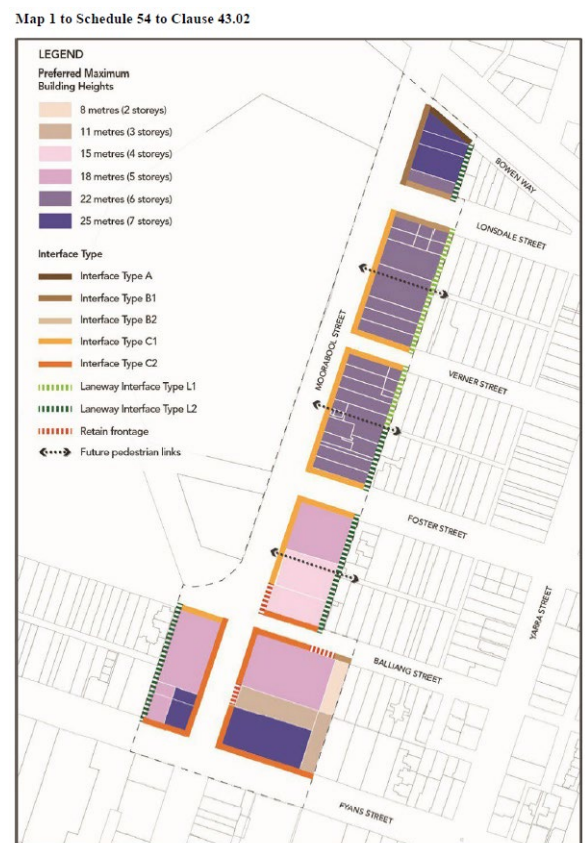 Map 1 to Schedule 54 to Clause 43.02
LEGEND
Preferred Maximum
Building Heights
8 metres (2 storeys)
11 metres (3 storeys)
15 metres (4 storeys)
18 metres (5 storeys)
22 metres (6 storeys)
25 metres (7 storeys)
Interface Type
Interface Type A
Interface Type B1
Interface Type B2
Interface Type C1
Interface Type C2
Laneway Interface Type L1
Laneway Interface Type L2
Retain frontage
Future pedestrian links
BOWEN WAY
LONSDALE STREET
MOORABOOL STREET
VERNER STREET
FOSTER STREET
YARRA STREET
BALLIANG STREET
FYANS STREET